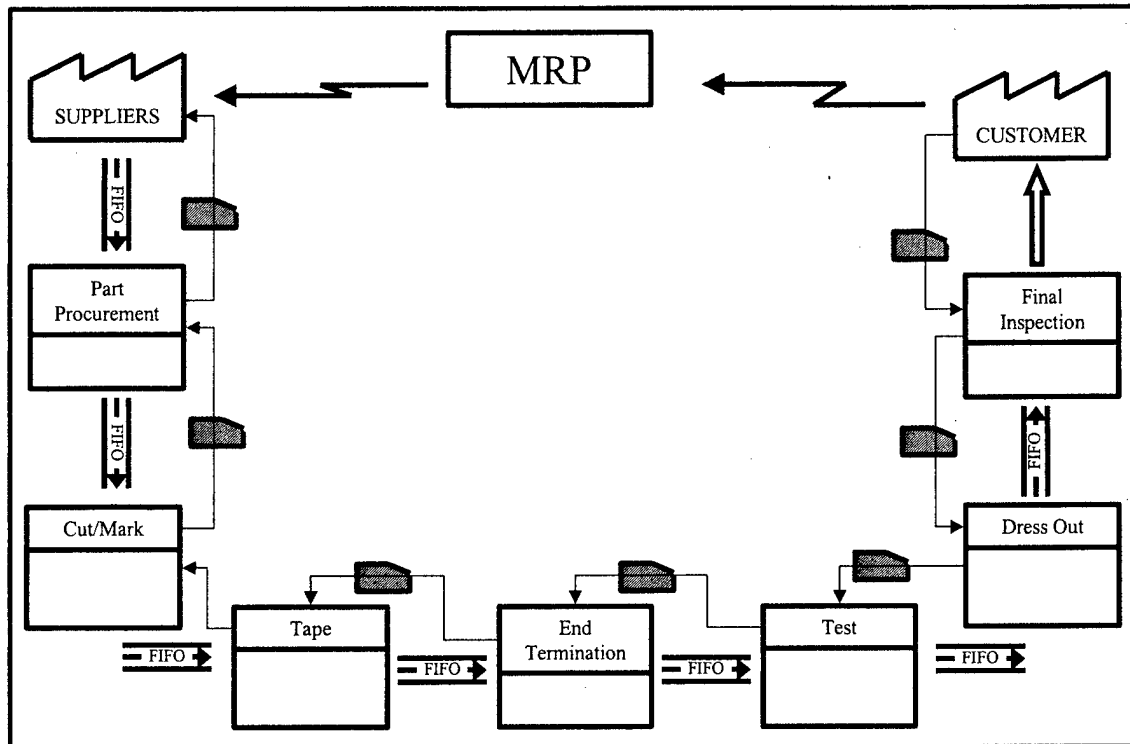 MRP
SUPPLIERS
CUSTOMER
FIFO
Part
Procurement
Final
Inspection
FIFO
FIFO
Cut/Mark
Dress Out
Tape
End
Termination
Test
FIFO
FIFO
FIFO
FIFO